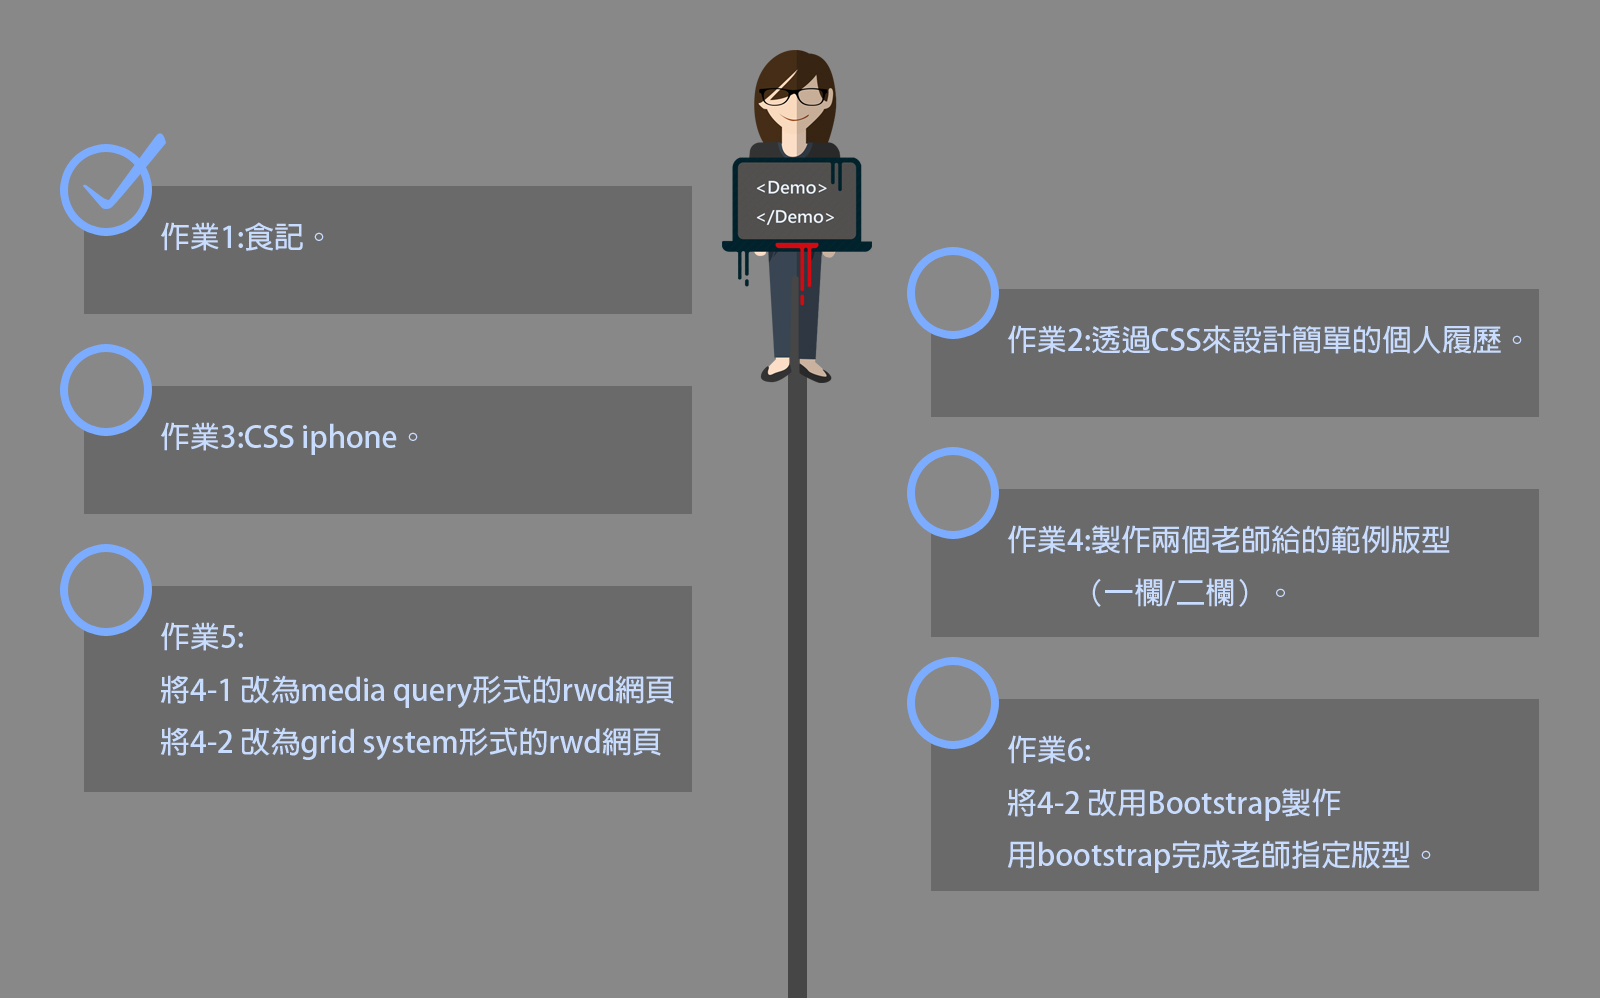 <Demo>
</Demo>
作業1:食記。
作業2:透過CSS來設計簡單的個人履歷。
作業3:CSS iphone。
作業4:製作兩個老師給的範例版型
（一欄/二欄）。
作業5:
將4-1 改為media query形式的rwd網頁
將4-2 改為grid system形式的rwd網頁
作業6:
將4-2 改用Bootstrap製作
用bootstrap完成老師指定版型。